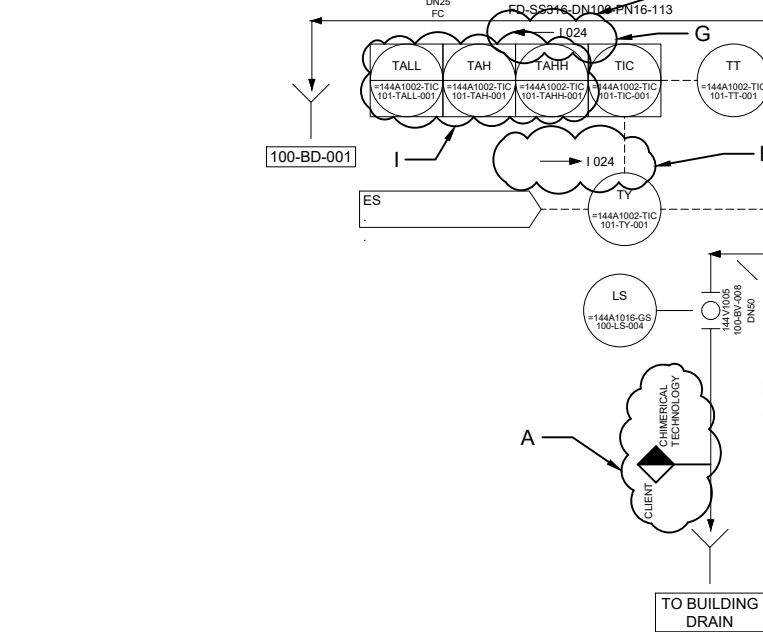 DN25
FC
FD-SS316-DN100-PN16-113
I 024
G
TALL
=144A1002-TIC
101-TALL-001
TAH
=144A1002-TIC
101-TAH-001
TAHH
=144A1002-TIC
101-TAHH-001
TIC
=144A1002-TIC
101-TIC-001
TT
=144A1002-TIC
101-TT-001
100-BD-001
I
I 024
ES
.
.
TY
=144A1002-TIC
101-TY-001
LS
=144A1016-GS
100-LS-004
144V1005
100-BV-008
DN50
CHIMERICAL
TECHNOLOGY
CLIENT
A
TO BUILDING
DRAIN